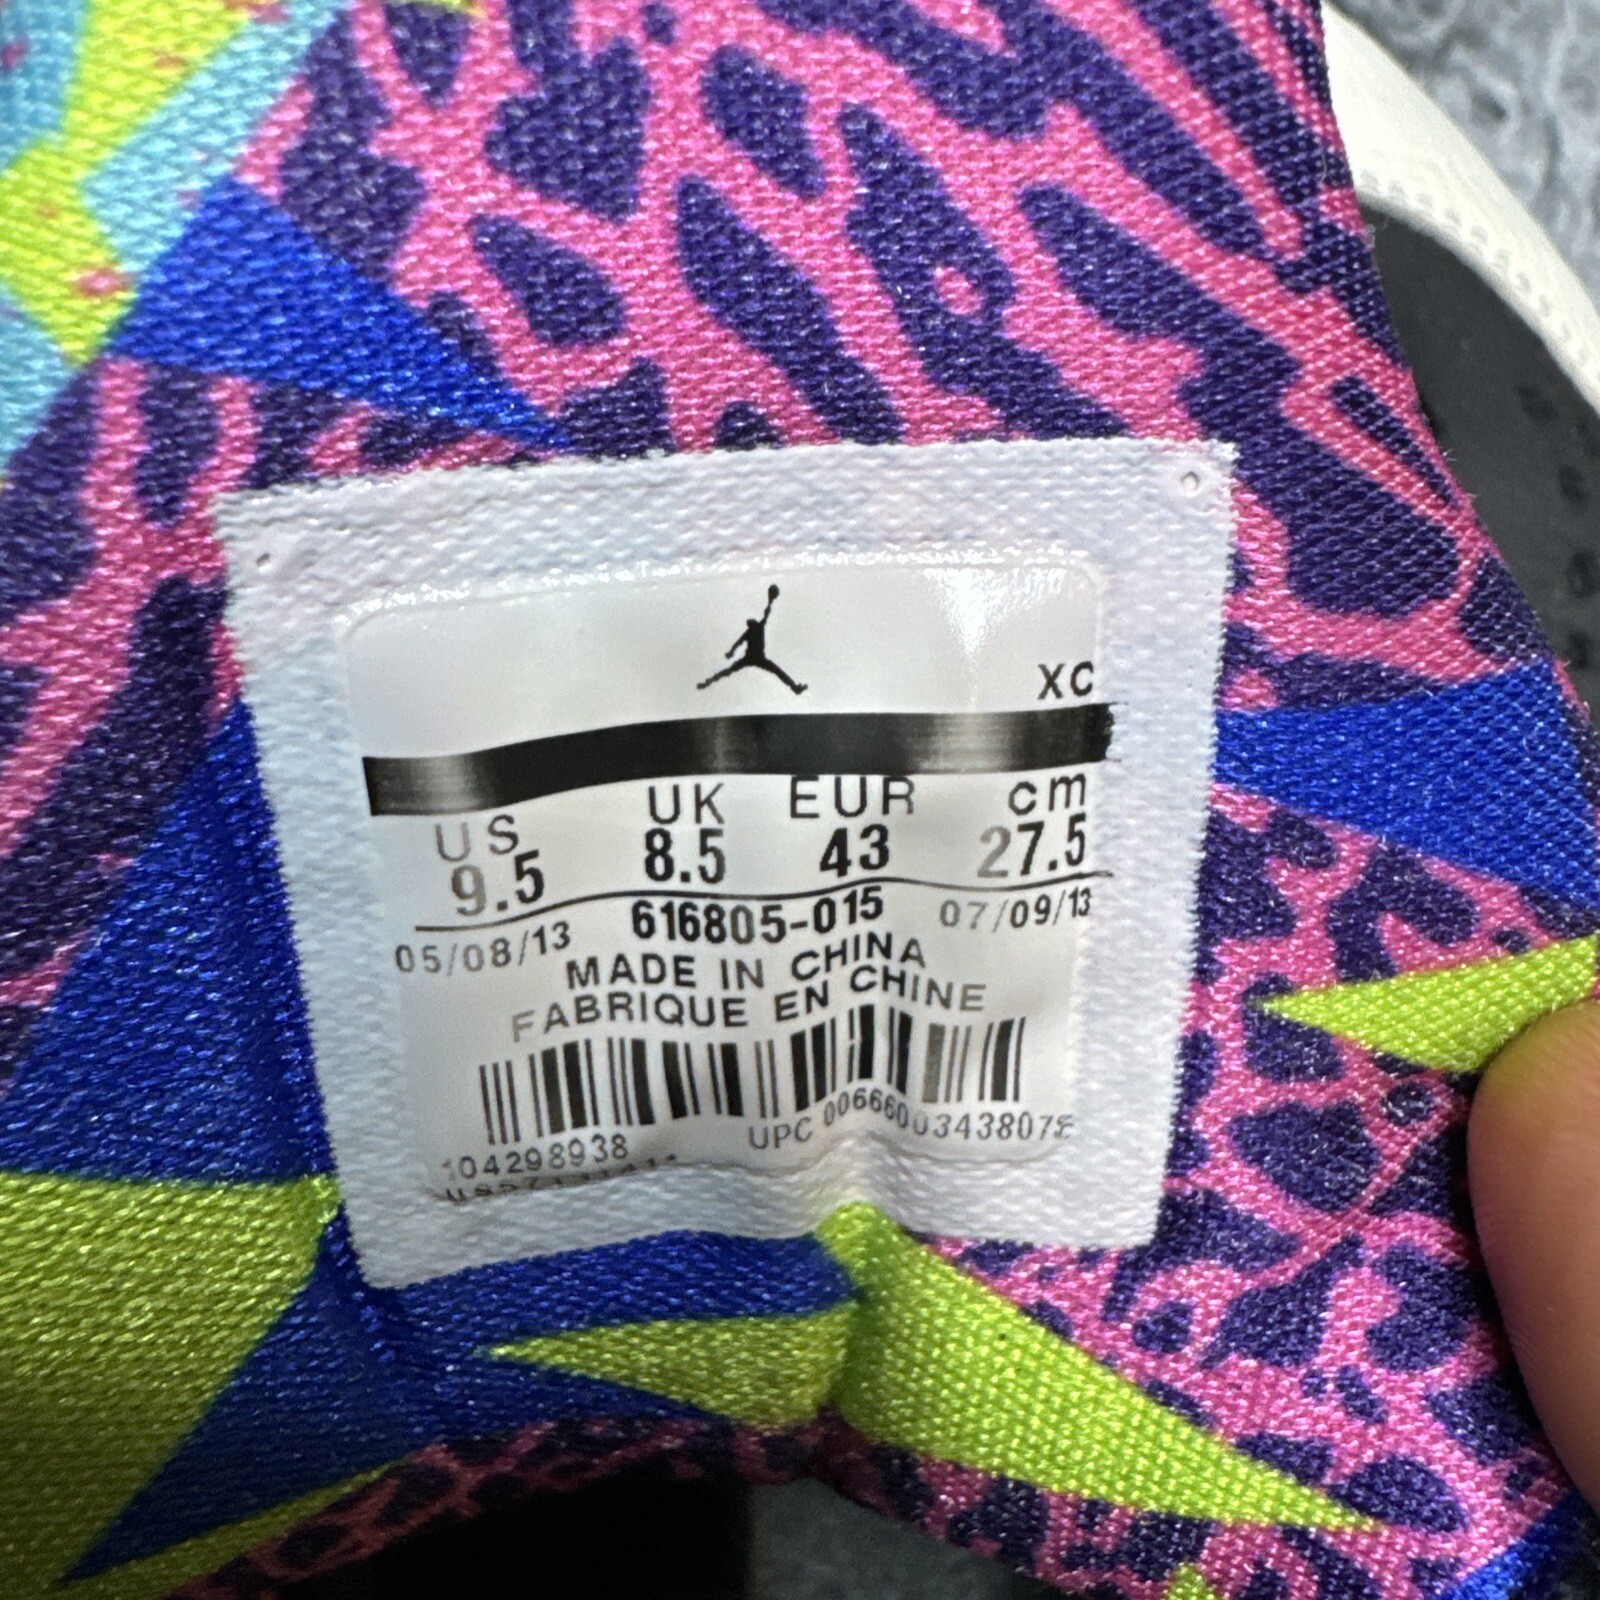 XC
US UK EUR cm
9.5 8.5 43 27.5
05/08/13 616805-015 07/09/13
MADE IN CHINA
FABRIQUE EN CHINE
104298938 UPC